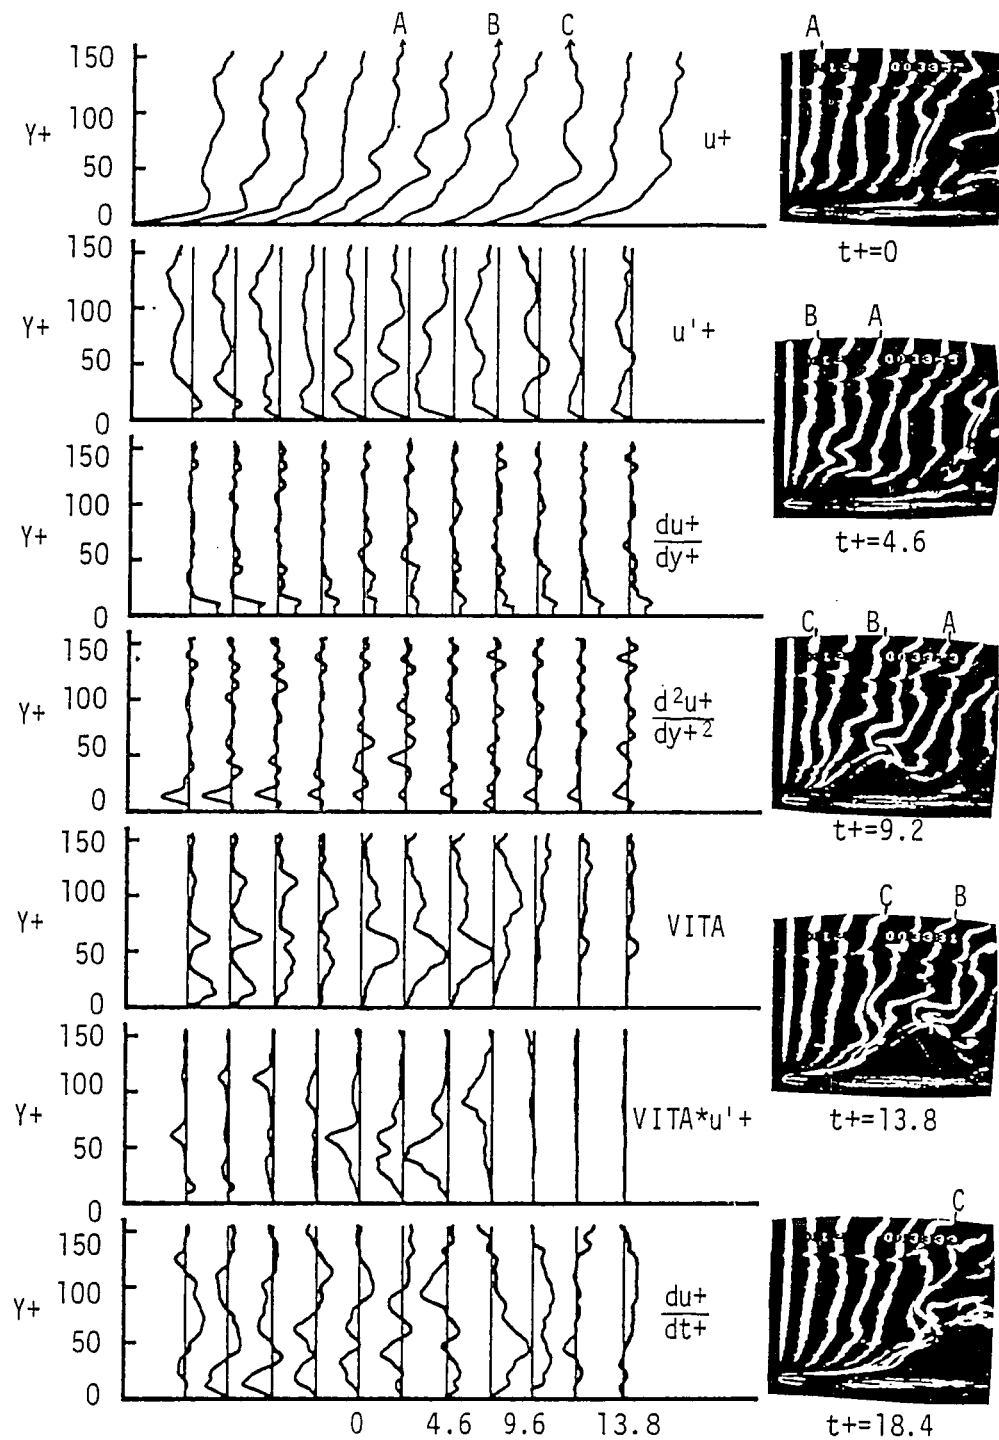 A B C
150
100
Y+
50
0
u+
150
100
Y+
50
0
u'+
150
100
Y+
50
0
du+
dy+
150
100
Y+
50
0
d²u+
dy+²
150
100
Y+
50
0
VITA
150
100
Y+
50
0
VITA*u'+
150
100
Y+
50
0
du+
dt+
0 4.6 9.6 13.8
A
t+=0
B A
t+=4.6
C B A
t+=9.2
C B
t+=13.8
C
t+=18.4